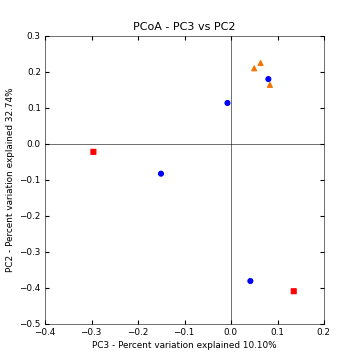 PCoA - PC3 vs PC2
0.3
0.2
0.1
0.0
−0.1
−0.2
−0.3
−0.4
−0.5
PC2 - Percent variation explained 32.74%
−0.4 −0.3 −0.2 −0.1 0.0 0.1 0.2
PC3 - Percent variation explained 10.10%